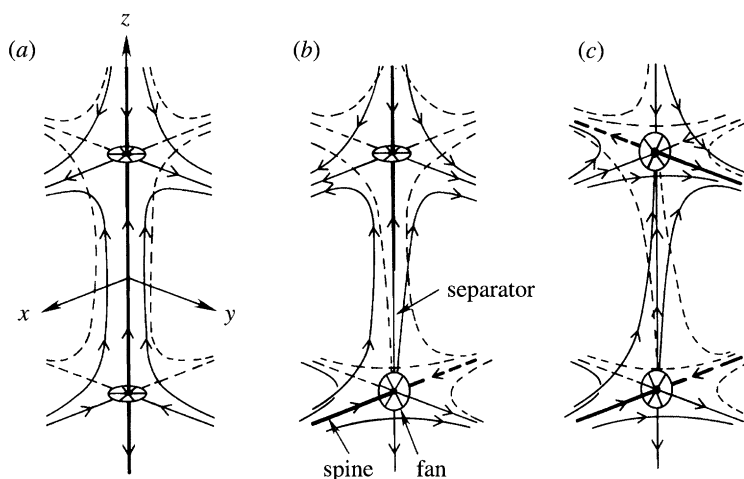 (a)
z
(b)
(c)
x
y
separator
spine
fan